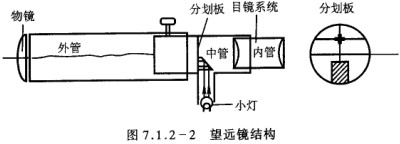 物镜
外管
分划板
目镜系统
中管
内管
小灯
分划板
图 7.1.2-2 望远镜结构